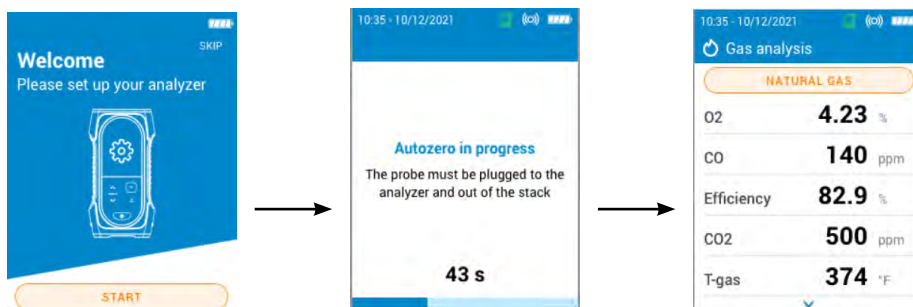 SKIP
Welcome
Please set up your analyzer
START
10:35 - 10/12/2021
Autozero in progress
The probe must be plugged to the
analyzer and out of the stack
43 s
10:35 - 10/12/2021
Gas analysis
NATURAL GAS
O2 4.23 %
CO 140 ppm
Efficiency 82.9 %
CO2 500 ppm
T-gas 374 °F